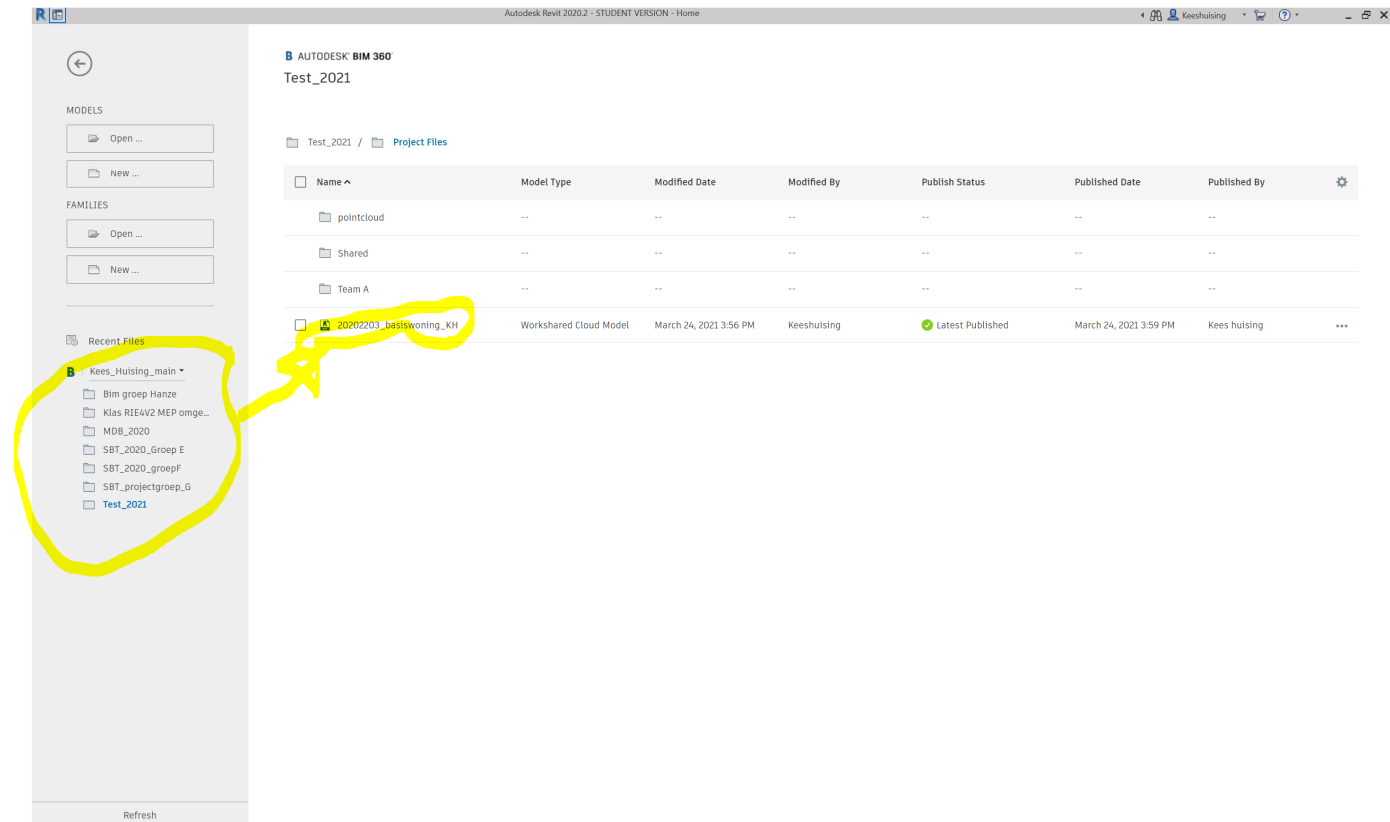 R Autodesk Revit 2020.2 - STUDENT VERSION - Home Keeshuising ?
B AUTODESK® BIM 360®
Test_2021
MODELS
Open ...
New ...
FAMILIES
Open ...
New ...
Recent Files
B Kees_Huising_main
Bim groep Hanze
Klas RIE4V2 MEP omge...
MDB_2020
SBT_2020_Groep E
SBT_2020_groepF
SBT_projectgroep_G
Test_2021
Refresh
Test_2021 / Project Files
Name Model Type Modified Date Modified By Publish Status Published Date Published By
pointcloud -- -- -- -- -- --
Shared -- -- -- -- -- --
Team A -- -- -- -- -- --
20202203_basiswoning_KH Workshared Cloud Model March 24, 2021 3:56 PM Keeshuising Latest Published March 24, 2021 3:59 PM Kees huising ...